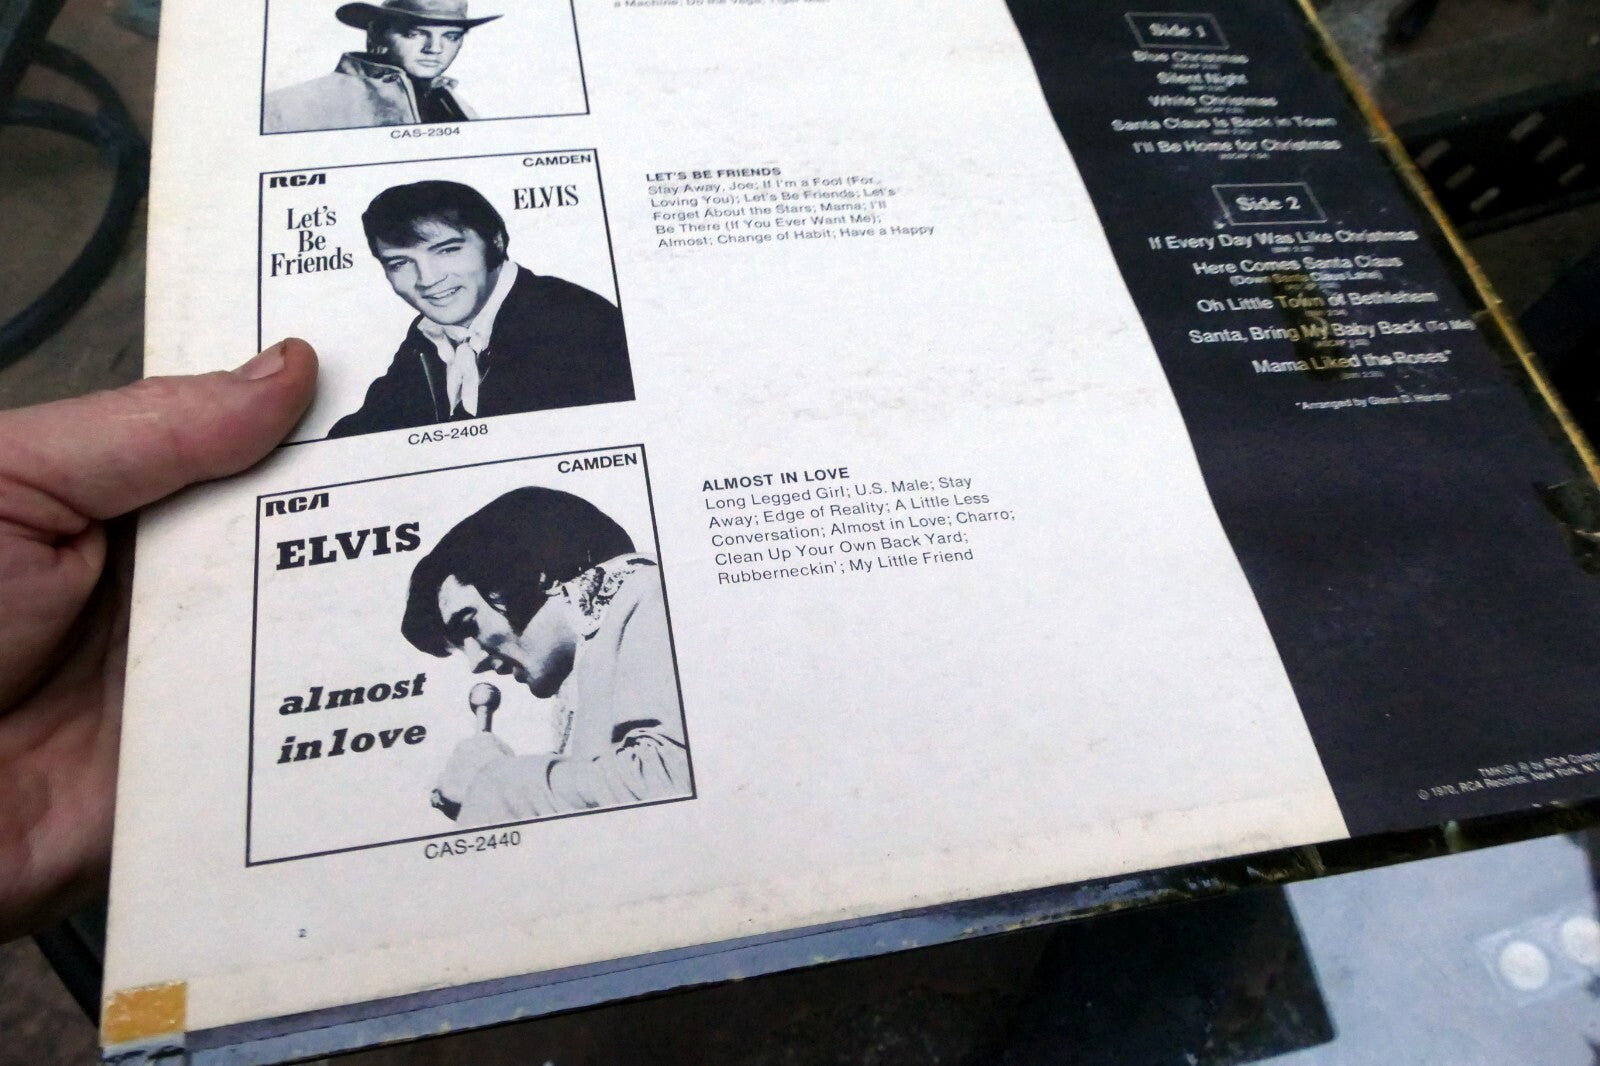 a Machine; Do the Vega; Tiger Man
CAS-2304
RCA
CAMDEN
Let's
Be
Friends
ELVIS
CAS-2408
LET'S BE FRIENDS
Stay Away, Joe; If I'm a Fool (For
Loving You); Let's Be Friends; Let's
Forget About the Stars; Mama; I'll
Be There (If You Ever Want Me);
Almost; Change of Habit; Have a Happy
RCA
CAMDEN
ELVIS
almost
in love
CAS-2440
ALMOST IN LOVE
Long Legged Girl; U.S. Male; Stay
Away; Edge of Reality; A Little Less
Conversation; Almost in Love; Charro;
Clean Up Your Own Back Yard;
Rubberneckin'; My Little Friend
2
Side 1
Blue Christmas
Silent Night
White Christmas
Santa Claus Is Back in Town
I'll Be Home for Christmas
Side 2
If Every Day Was Like Christmas
Here Comes Santa Claus
(Down Santa Claus Lane)
Oh Little Town of Bethlehem
Santa, Bring My Baby Back (To Me)
Mama Liked the Roses*
*Arranged by Glenn D. Hardin
TMK(S) ® by RCA
© 1970, RCA Records, New York, N.Y.